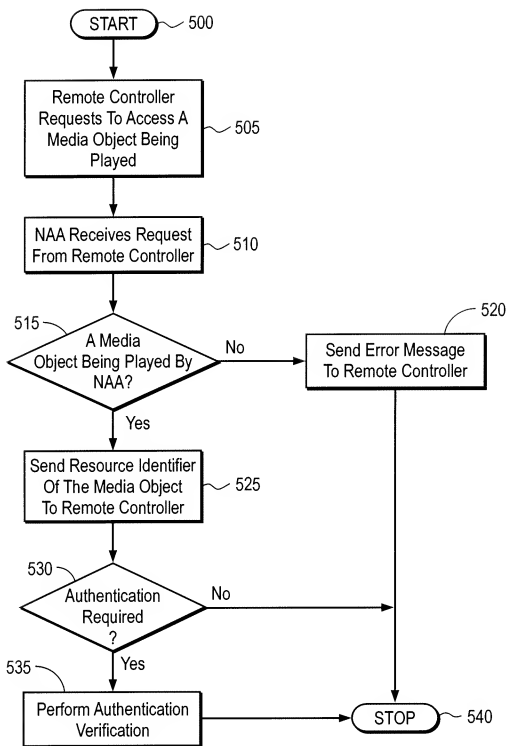 START
500
Remote Controller
Requests To Access A
Media Object Being
Played
505
NAA Receives Request
From Remote Controller
510
515
A Media
Object Being Played By
NAA?
No
520
Send Error Message
To Remote Controller
Yes
Send Resource Identifier
Of The Media Object
To Remote Controller
525
530
Authentication
Required
?
No
Yes
535
Perform Authentication
Verification
STOP
540